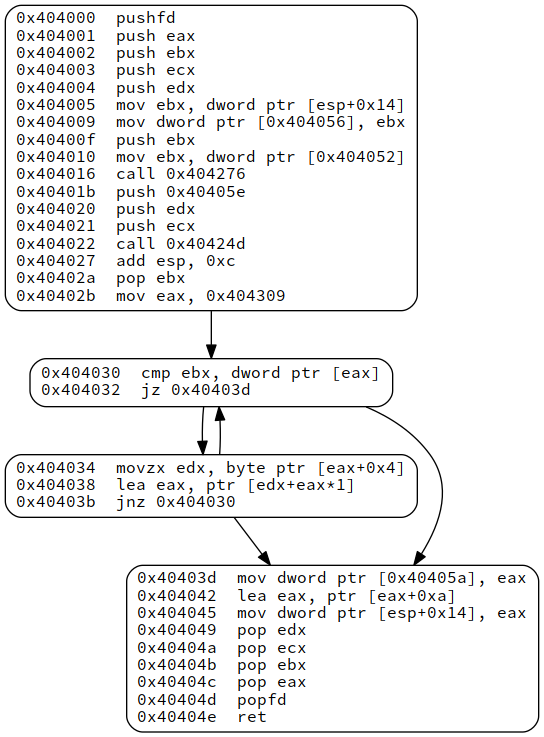 0x404000  pushfd
0x404001  push eax
0x404002  push ebx
0x404003  push ecx
0x404004  push edx
0x404005  mov ebx, dword ptr [esp+0x14]
0x404009  mov dword ptr [0x404056], ebx
0x40400f  push ebx
0x404010  mov ebx, dword ptr [0x404052]
0x404016  call 0x404276
0x40401b  push 0x40405e
0x404020  push edx
0x404021  push ecx
0x404022  call 0x40424d
0x404027  add esp, 0xc
0x40402a  pop ebx
0x40402b  mov eax, 0x404309
0x404030  cmp ebx, dword ptr [eax]
0x404032  jz 0x40403d
0x404034  movzx edx, byte ptr [eax+0x4]
0x404038  lea eax, ptr [edx+eax*1]
0x40403b  jnz 0x404030
0x40403d  mov dword ptr [0x40405a], eax
0x404042  lea eax, ptr [eax+0xa]
0x404045  mov dword ptr [esp+0x14], eax
0x404049  pop edx
0x40404a  pop ecx
0x40404b  pop ebx
0x40404c  pop eax
0x40404d  popfd
0x40404e  ret